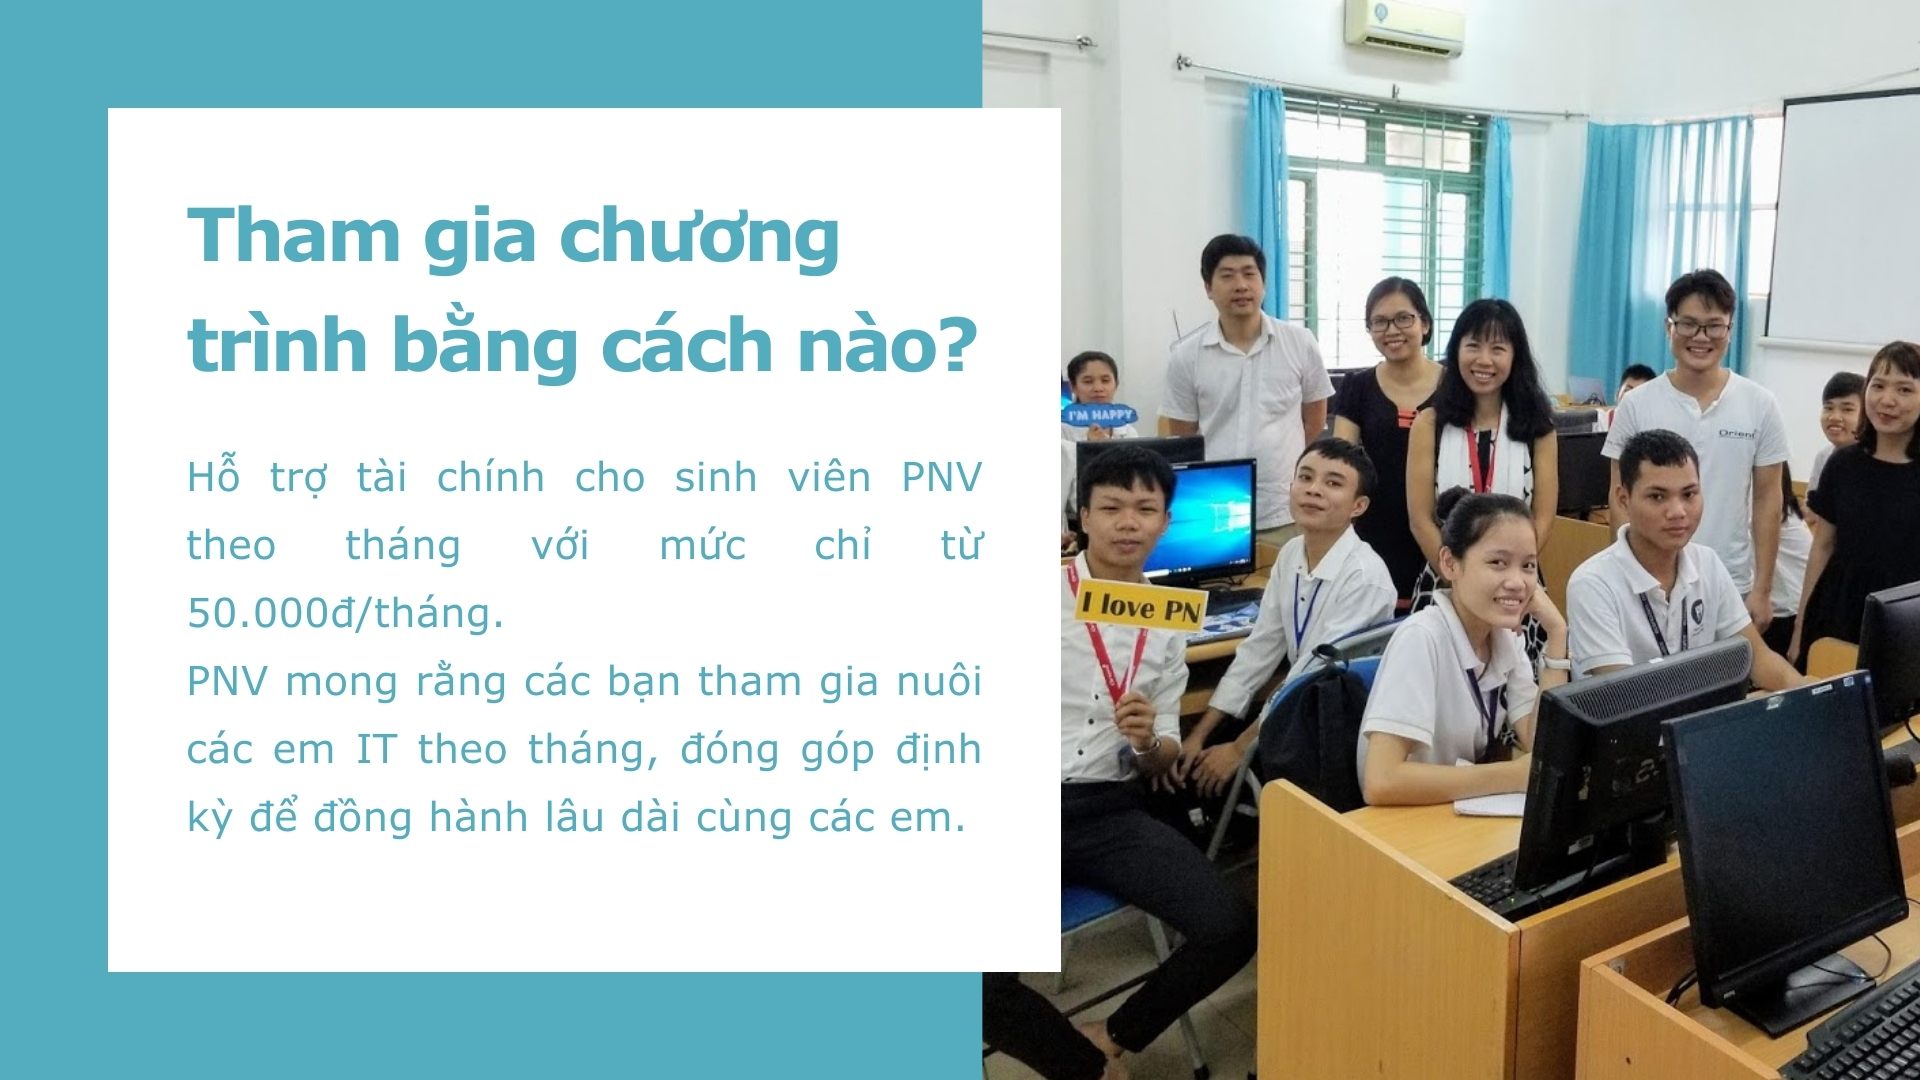 Tham gia chương
trình bằng cách nào?
Hỗ trợ tài chính cho sinh viên PNV
theo tháng với mức chỉ từ
50.000đ/tháng.
PNV mong rằng các bạn tham gia nuôi
các em IT theo tháng, đóng góp định
kỳ để đồng hành lâu dài cùng các em.
I'M HAPPY
Orient
I love PN